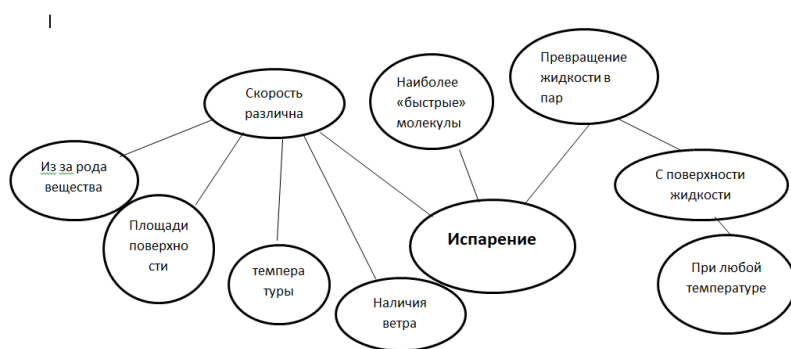 Скорость
различна
Наиболее
«быстрые»
молекулы
Превращение
жидкости в
пар
Из за рода
вещества
Площади
поверхно
сти
темпера
туры
Наличия
ветра
Испарение
С поверхности
жидкости
При любой
температуре